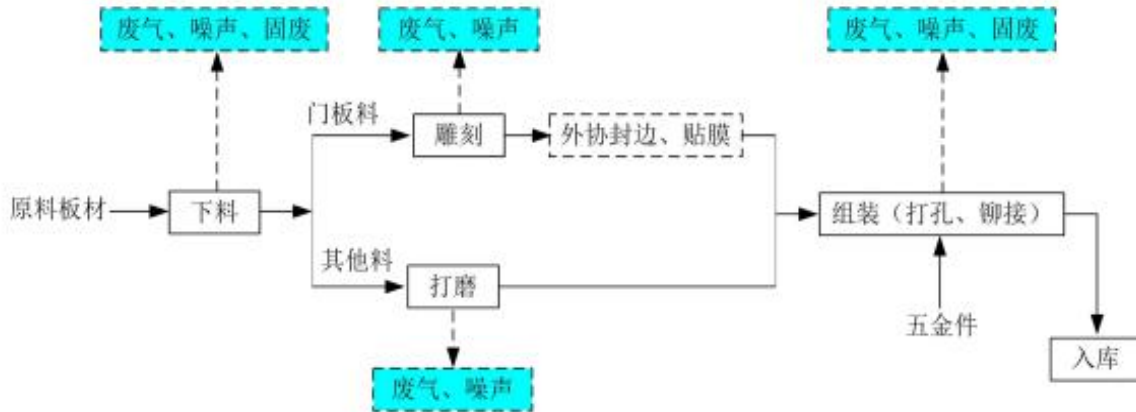 废气、噪声、固废
废气、噪声
废气、噪声、固废
门板料
雕刻
外协封边、贴膜
原料板材
下料
组装（打孔、铆接）
其他料
打磨
五金件
入库
废气、噪声